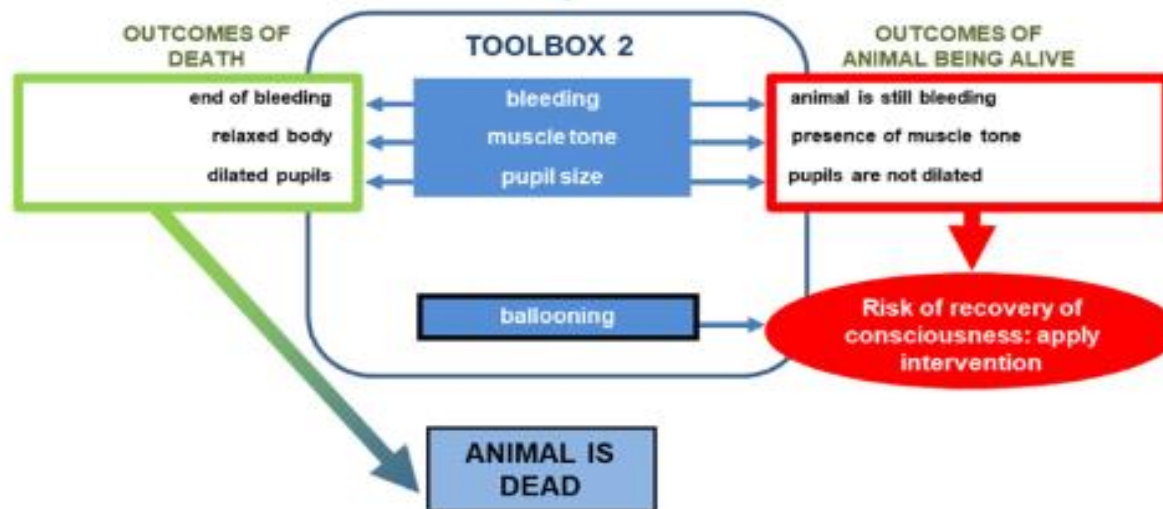 OUTCOMES OF
DEATH
TOOLBOX 2
OUTCOMES OF
ANIMAL BEING ALIVE
end of bleeding
bleeding
animal is still bleeding
relaxed body
muscle tone
presence of muscle tone
dilated pupils
pupil size
pupils are not dilated
ballooning
Risk of recovery of
consciousness: apply
intervention
ANIMAL IS
DEAD